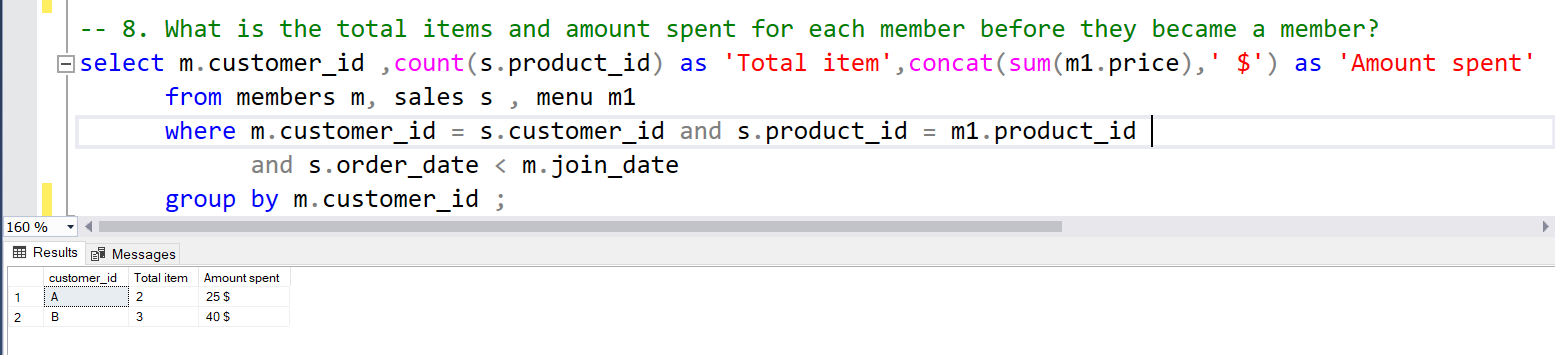 -- 8. What is the total items and amount spent for each member before they became a member?
select m.customer_id ,count(s.product_id) as 'Total item',concat(sum(m1.price),' $') as 'Amount spent'
from members m, sales s , menu m1
where m.customer_id = s.customer_id and s.product_id = m1.product_id
and s.order_date < m.join_date
group by m.customer_id ;
160 %
Results Messages
customer_id Total item Amount spent
1 A 2 25 $
2 B 3 40 $